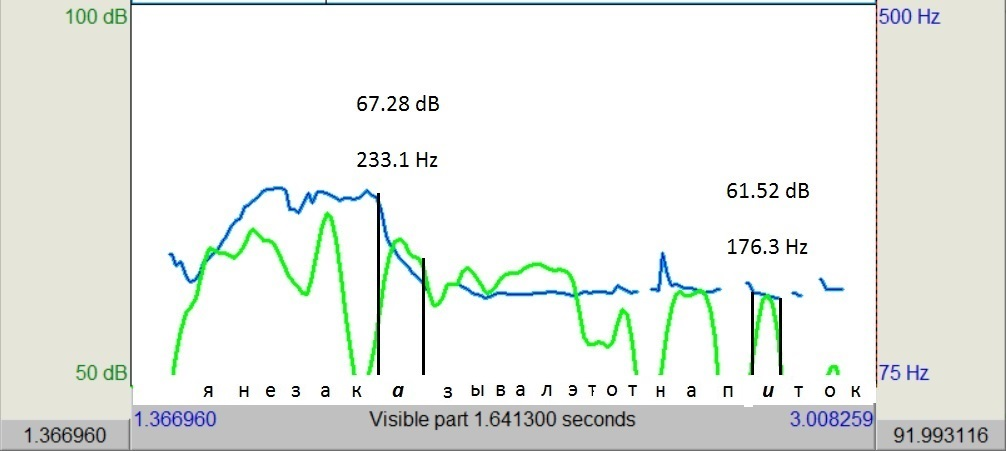 100 dB 500 Hz
67.28 dB
233.1 Hz
61.52 dB
176.3 Hz
50 dB я н е з а к а з ы в а л э т о т н а п и т о к 75 Hz
1.366960 Visible part 1.641300 seconds 3.008259
1.366960 91.993116